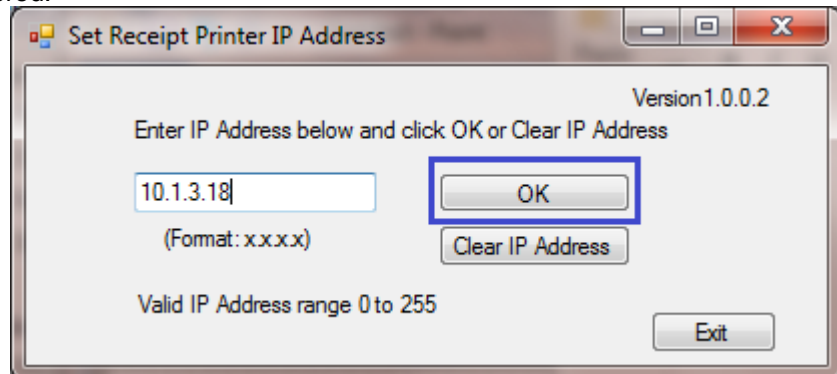 Set Receipt Printer IP Address
Version1.0.0.2
Enter IP Address below and click OK or Clear IP Address
10.1.3.18
OK
(Format: x.x.x.x)
Clear IP Address
Valid IP Address range 0 to 255
Exit